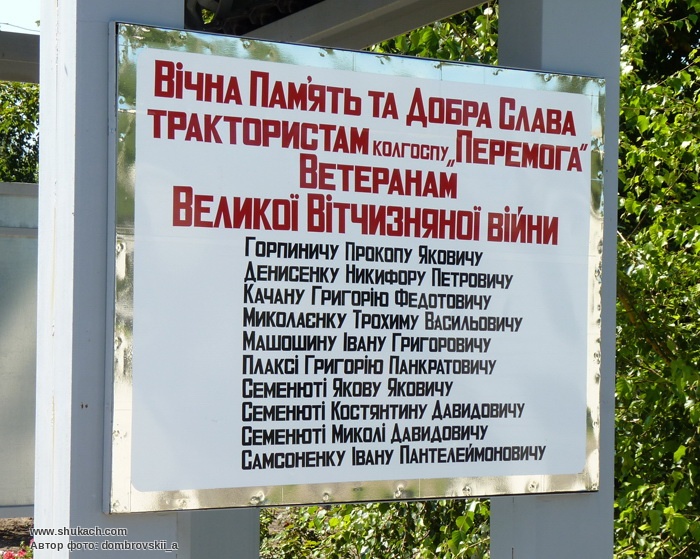 Вічна Пам'ять та Добра Слава
трактористам колгоспу „Перемога"
Ветеранам
Великої Вітчизняної війни
Горпиничу Прокопу Яковичу
Денисенку Никифору Петровичу
Качану Григорію Федотовичу
Миколаєнку Трохиму Васильовичу
Машошину Івану Григоровичу
Плаксі Григорію Панкратовичу
Семенюті Якову Яковичу
Семенюті Костянтину Давидовичу
Семенюті Миколі Давидовичу
Самсоненку Івану Пантелеймоновичу
www.shukach.com
Автор фото: dombrovskii_a